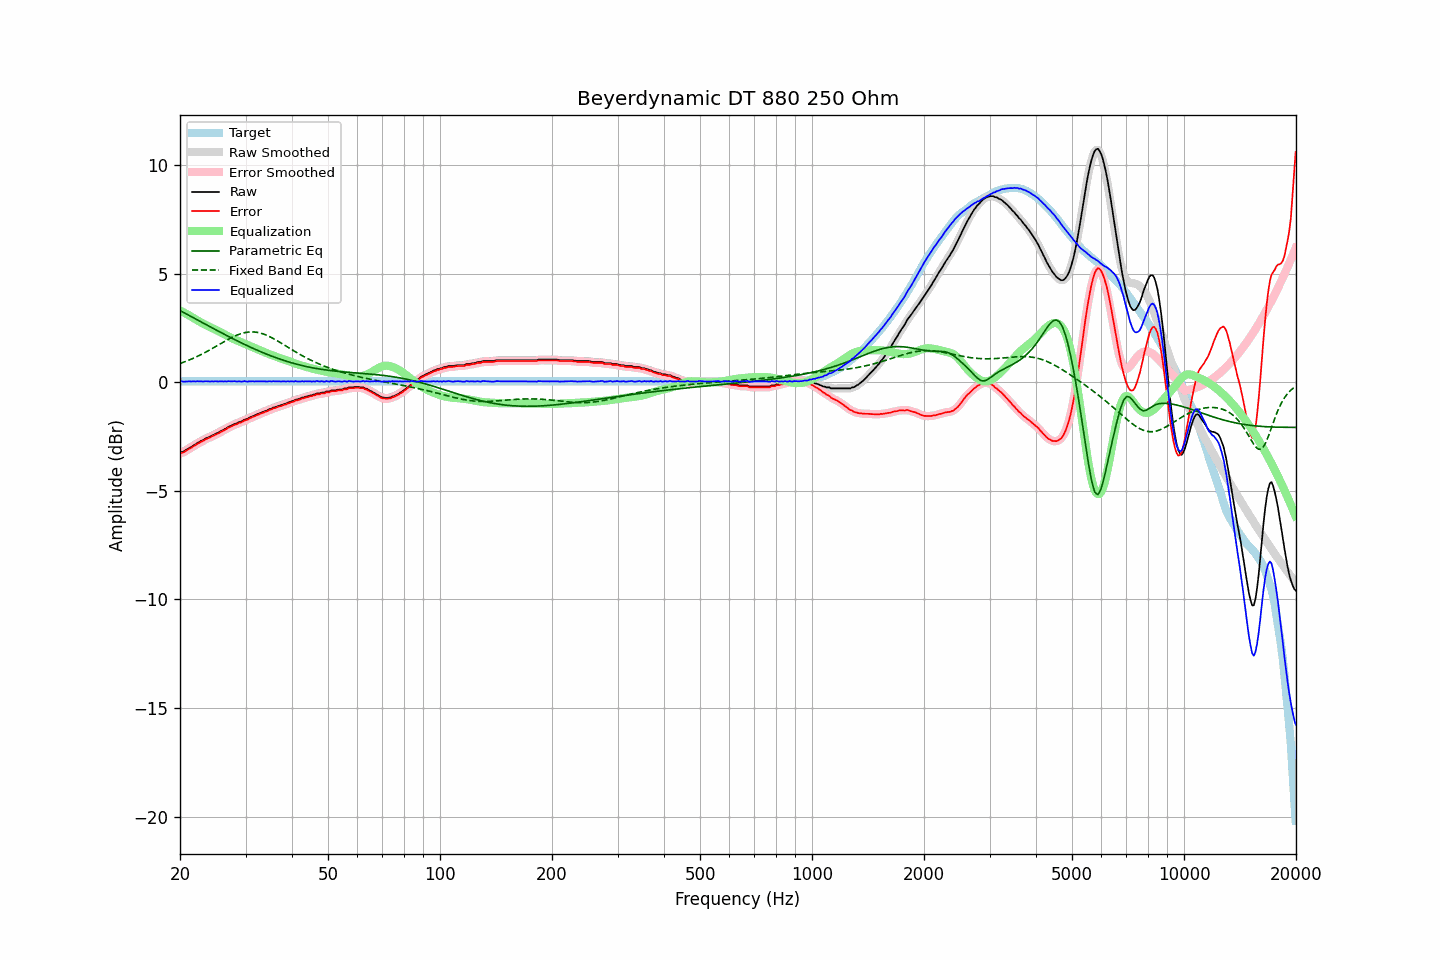 Beyerdynamic DT 880 250 Ohm
Target
Raw Smoothed
Error Smoothed
Raw
Error
Equalization
Parametric Eq
Fixed Band Eq
Equalized
10
5
0
−5
−10
−15
−20
Amplitude (dBr)
20 50 100 200 500 1000 2000 5000 10000 20000
Frequency (Hz)